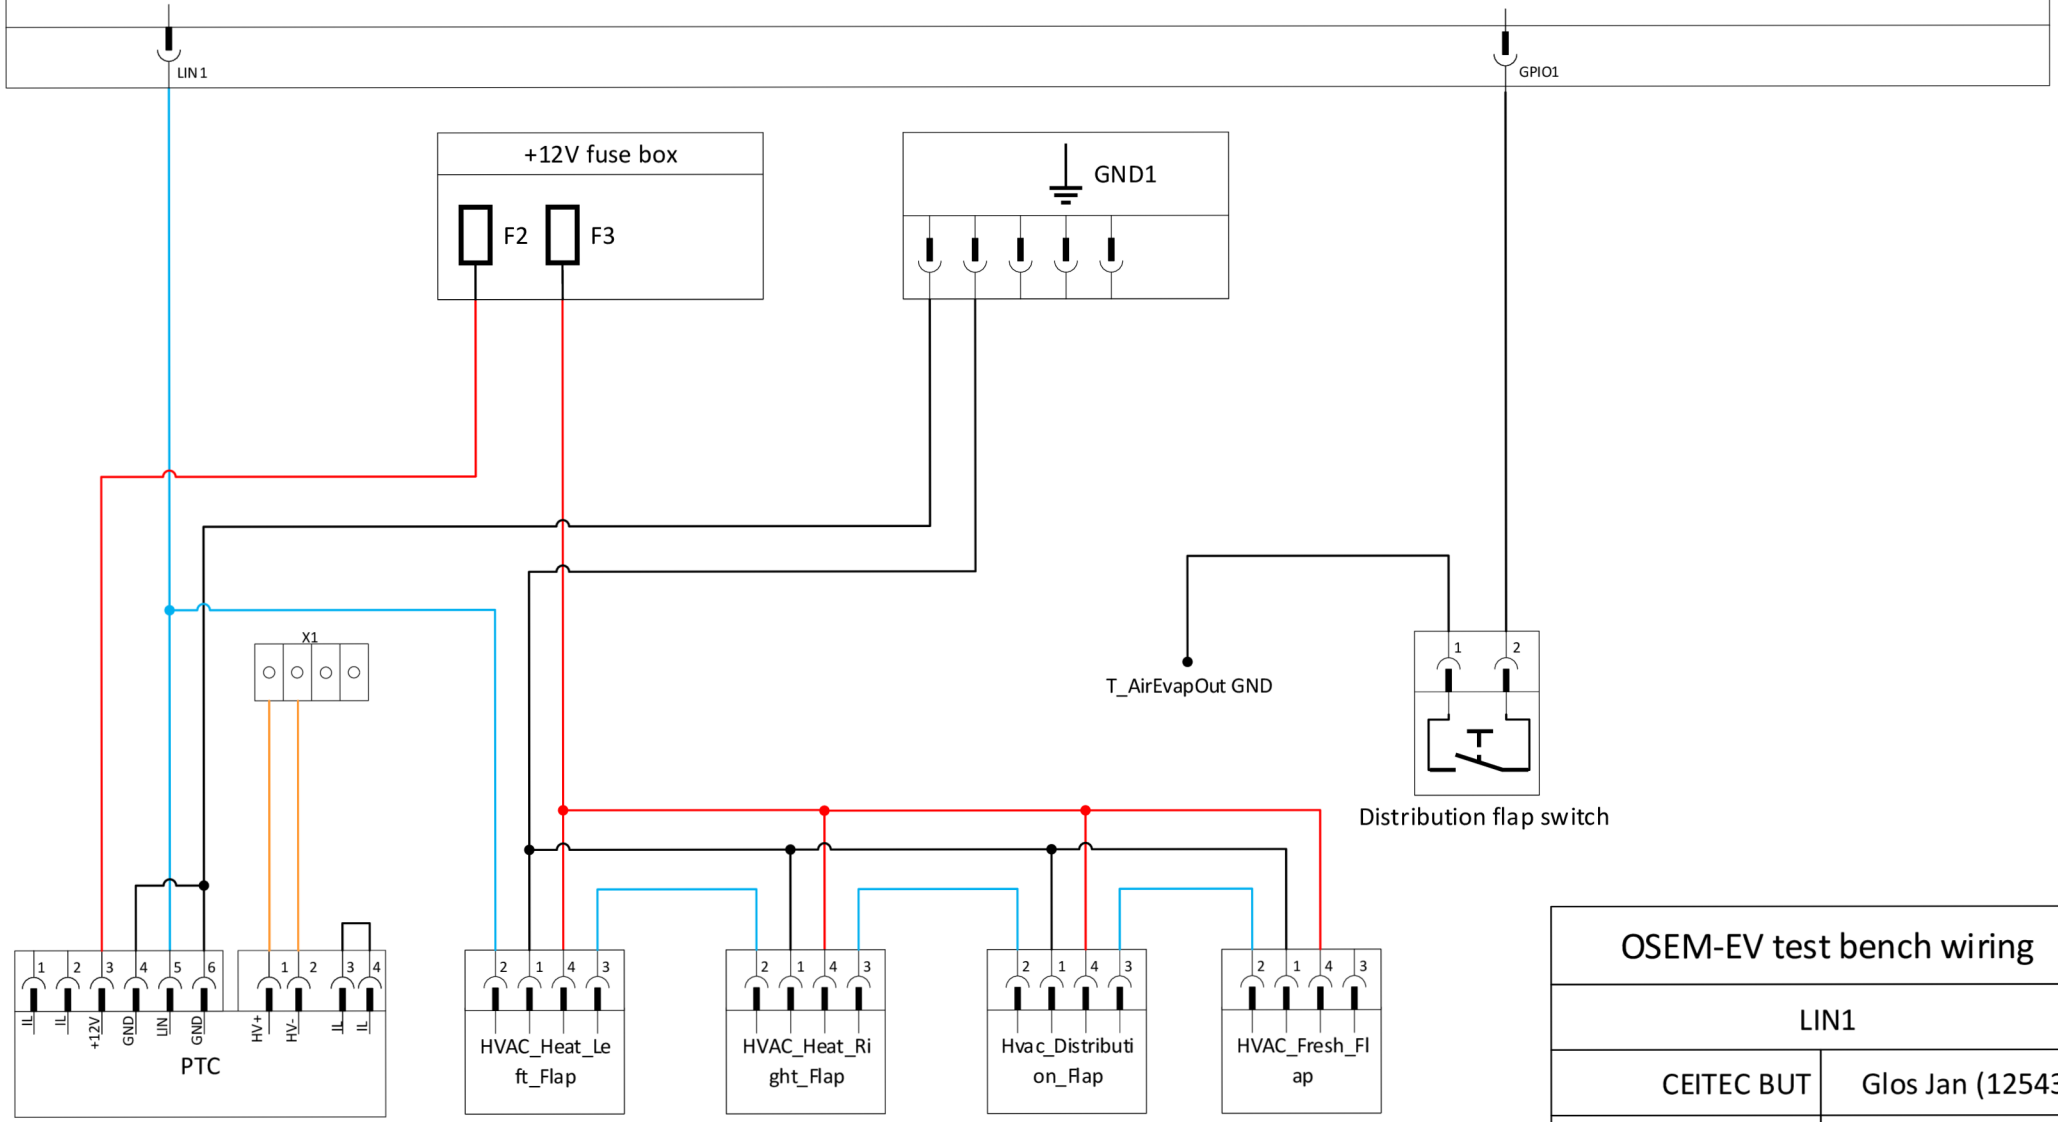 LIN1
GPIO1
+12V fuse box
GND1
F2
F3
X1
T_AirEvapOut GND
1
2
Distribution flap switch
1
2
3
4
5
6
1
2
3
4
2
1
4
3
2
1
4
3
2
1
4
3
2
1
4
3
IL
IL
+12V
GND
LIN
GND
HV+
HV-
IL
IL
PTC
HVAC_Heat_Le
ft_Flap
HVAC_Heat_Ri
ght_Flap
Hvac_Distributi
on_Flap
HVAC_Fresh_Fl
ap
OSEM-EV test bench wiring
LIN1
CEITEC BUT
Glos Jan (12543